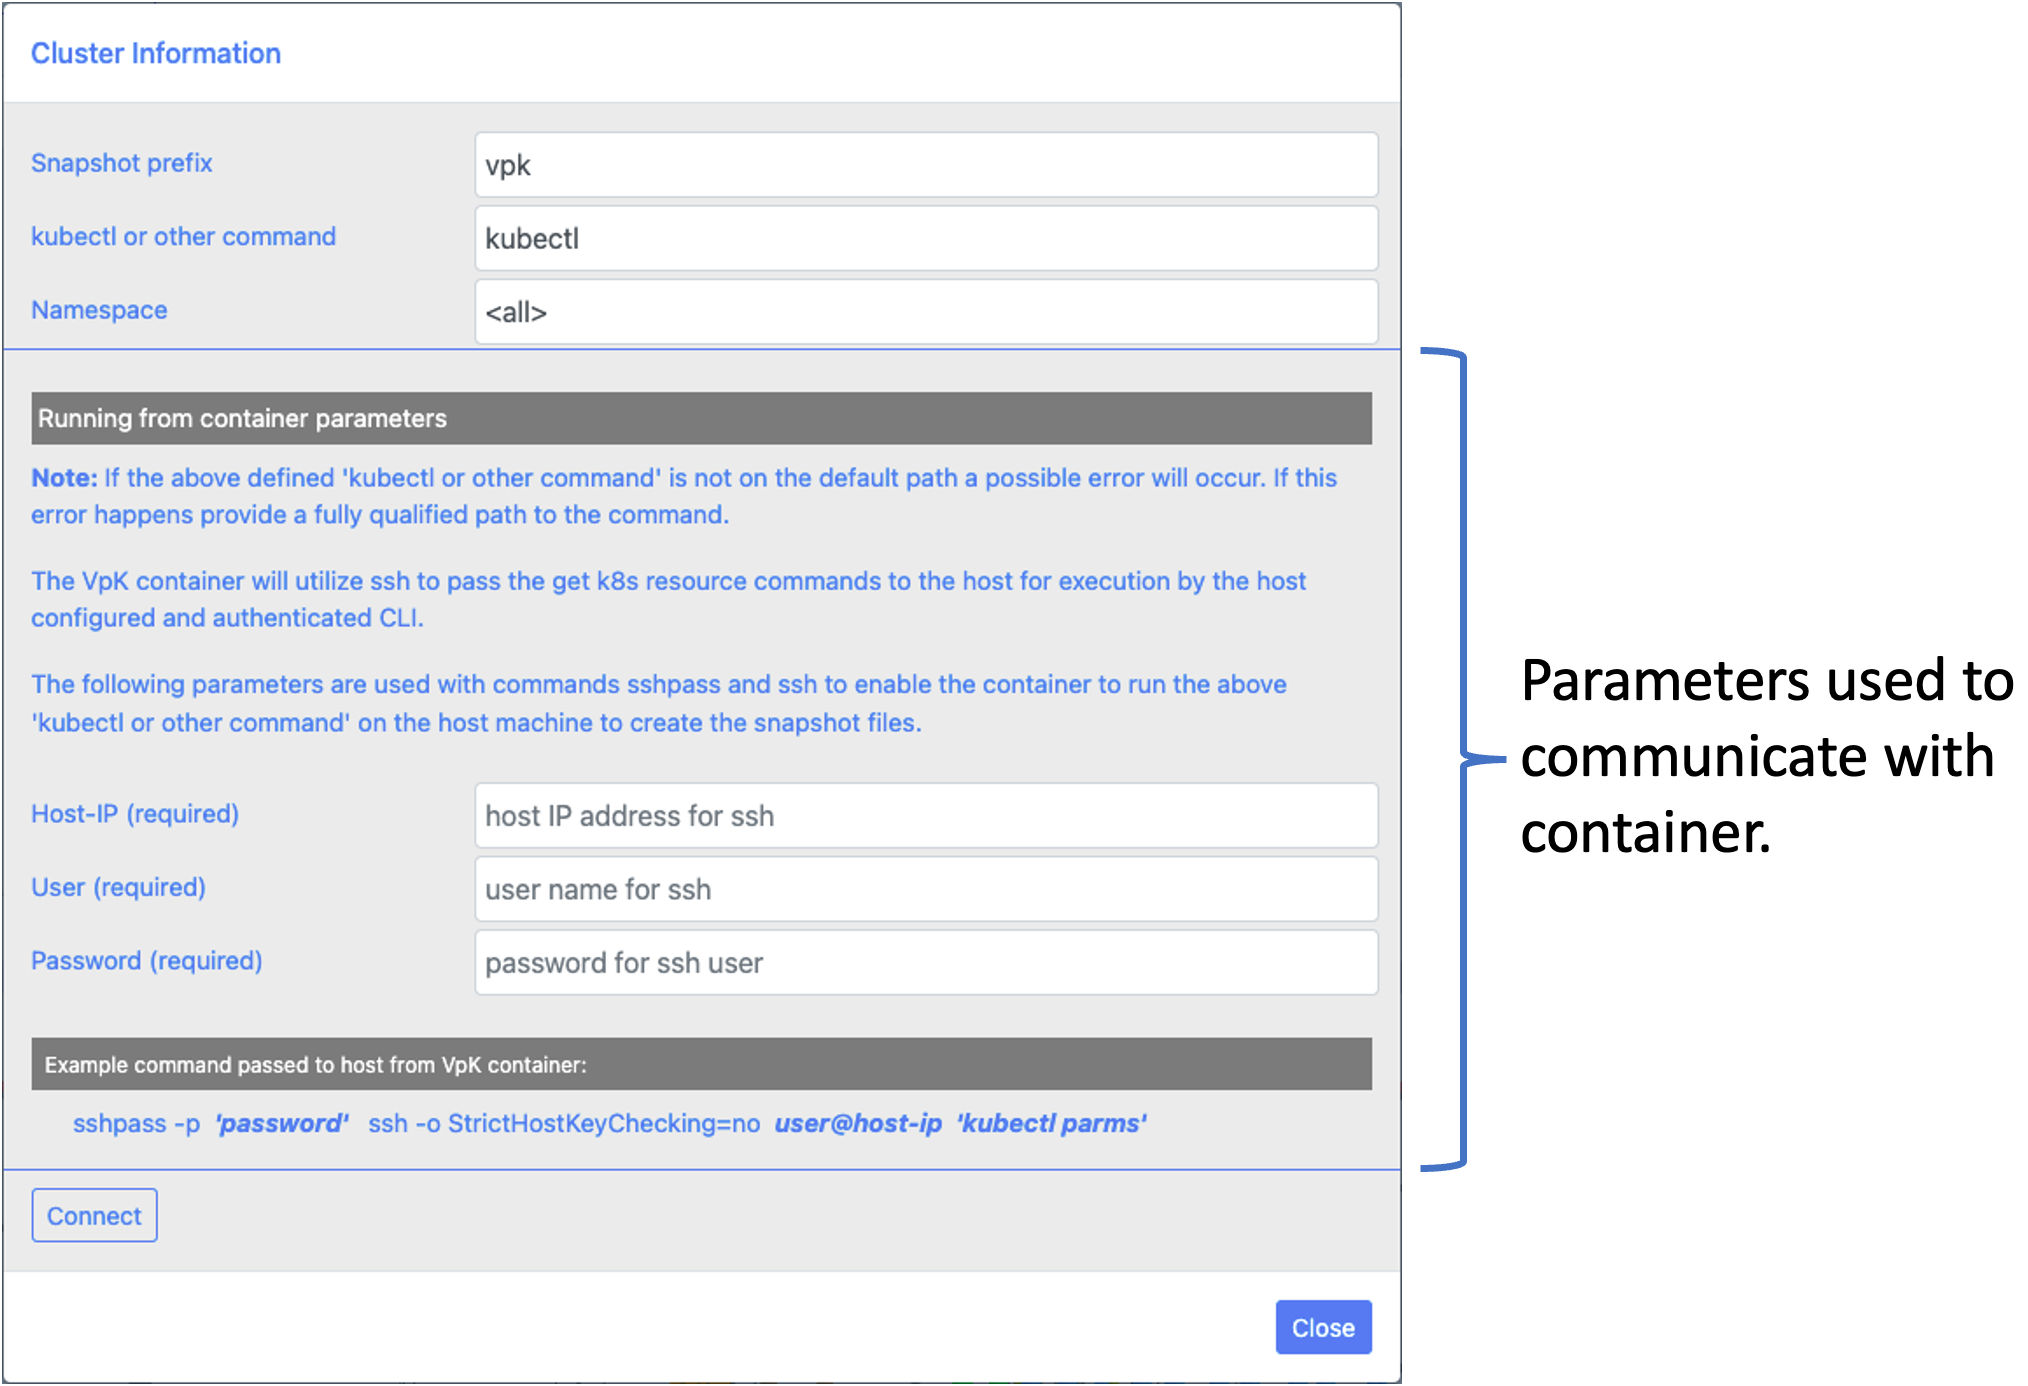 Cluster Information
Snapshot prefix
vpk
kubectl or other command
kubectl
Namespace
<all>
Running from container parameters
Note: If the above defined 'kubectl or other command' is not on the default path a possible error will occur. If this
error happens provide a fully qualified path to the command.
The VpK container will utilize ssh to pass the get k8s resource commands to the host for execution by the host
configured and authenticated CLI.
The following parameters are used with commands sshpass and ssh to enable the container to run the above
'kubectl or other command' on the host machine to create the snapshot files.
Host-IP (required)
host IP address for ssh
User (required)
user name for ssh
Password (required)
password for ssh user
Example command passed to host from VpK container:
sshpass -p 'password' ssh -o StrictHostKeyChecking=no user@host-ip 'kubectl parms'
Connect
Close
Parameters used to
communicate with
container.